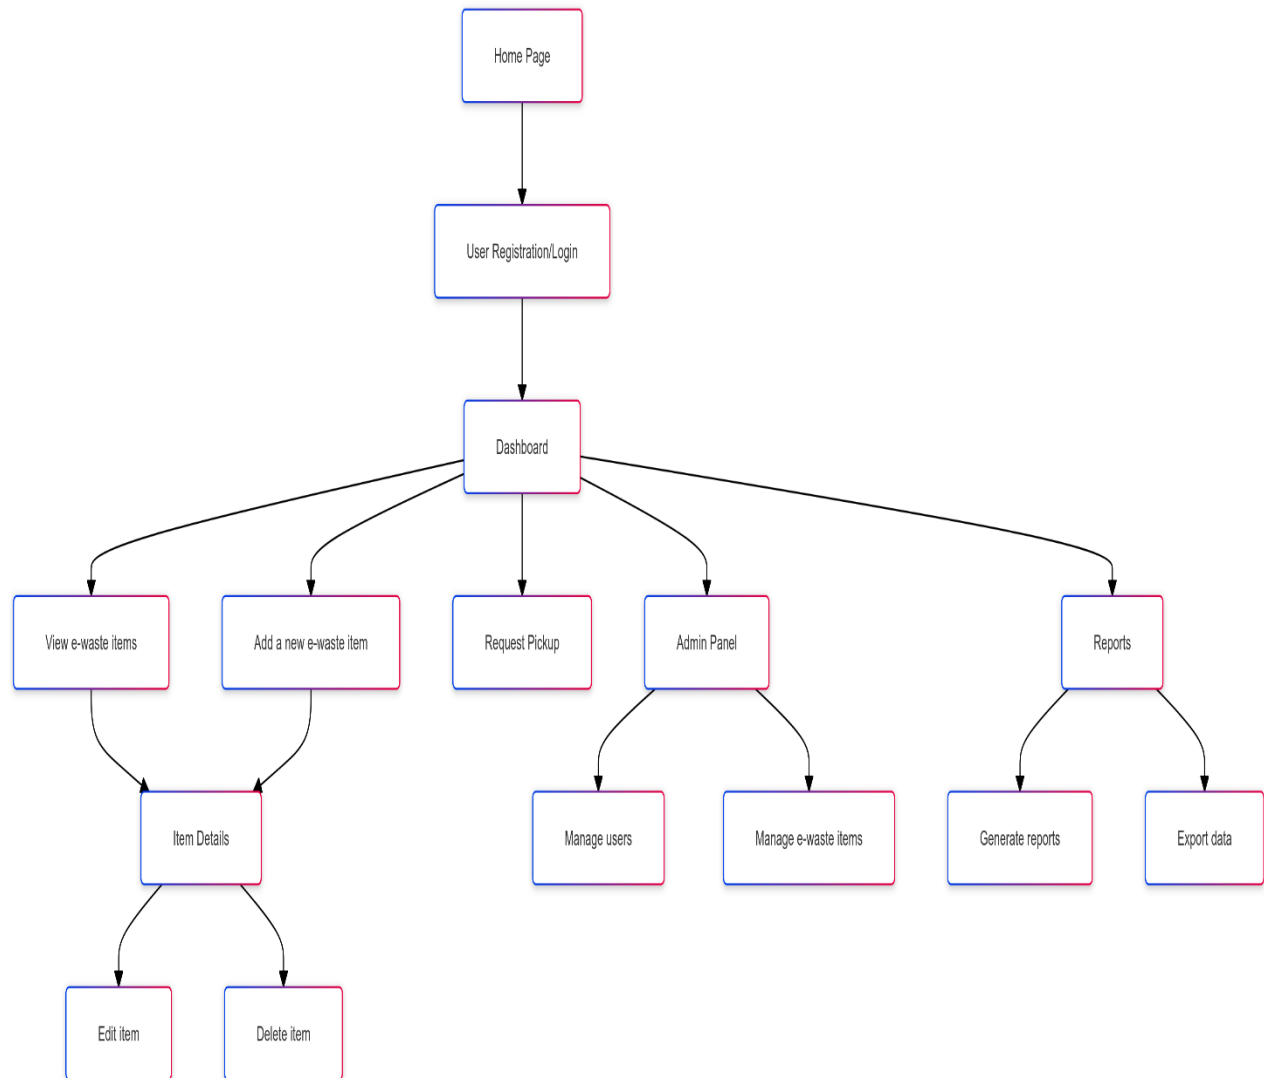 Home Page
User Registration/Login
Dashboard
View e-waste items
Add a new e-waste item
Request Pickup
Admin Panel
Reports
Item Details
Manage users
Manage e-waste items
Generate reports
Export data
Edit item
Delete item